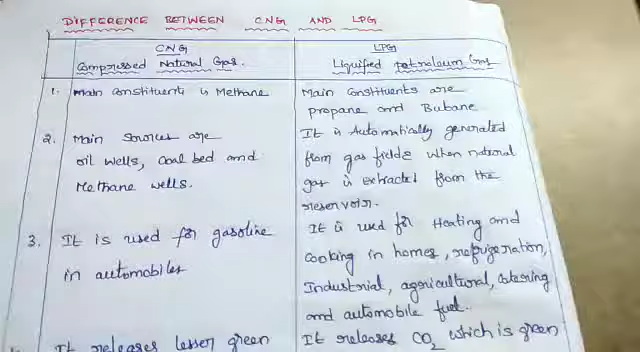 DIFFERENCE BETWEEN CNG AND LPG
CNG
Compressed Natural Gas.
LPG
Liquified petroleum Gas
1. Main constituent is Methane
Main Constituents are
propane and Butane
2. Main Sources are
oil wells, Coal bed and
Methane wells.
It is Automatically generated
from gas fields when natural
gas is Extracted from the
reservoir.
3. It is used for gasoline
in automobiles
It is used for Heating and
Cooking in homes, refrigeration,
Industrial, agricultural, Catering
and automobile fuel.
It releases lesser green
It releases CO₂ which is green